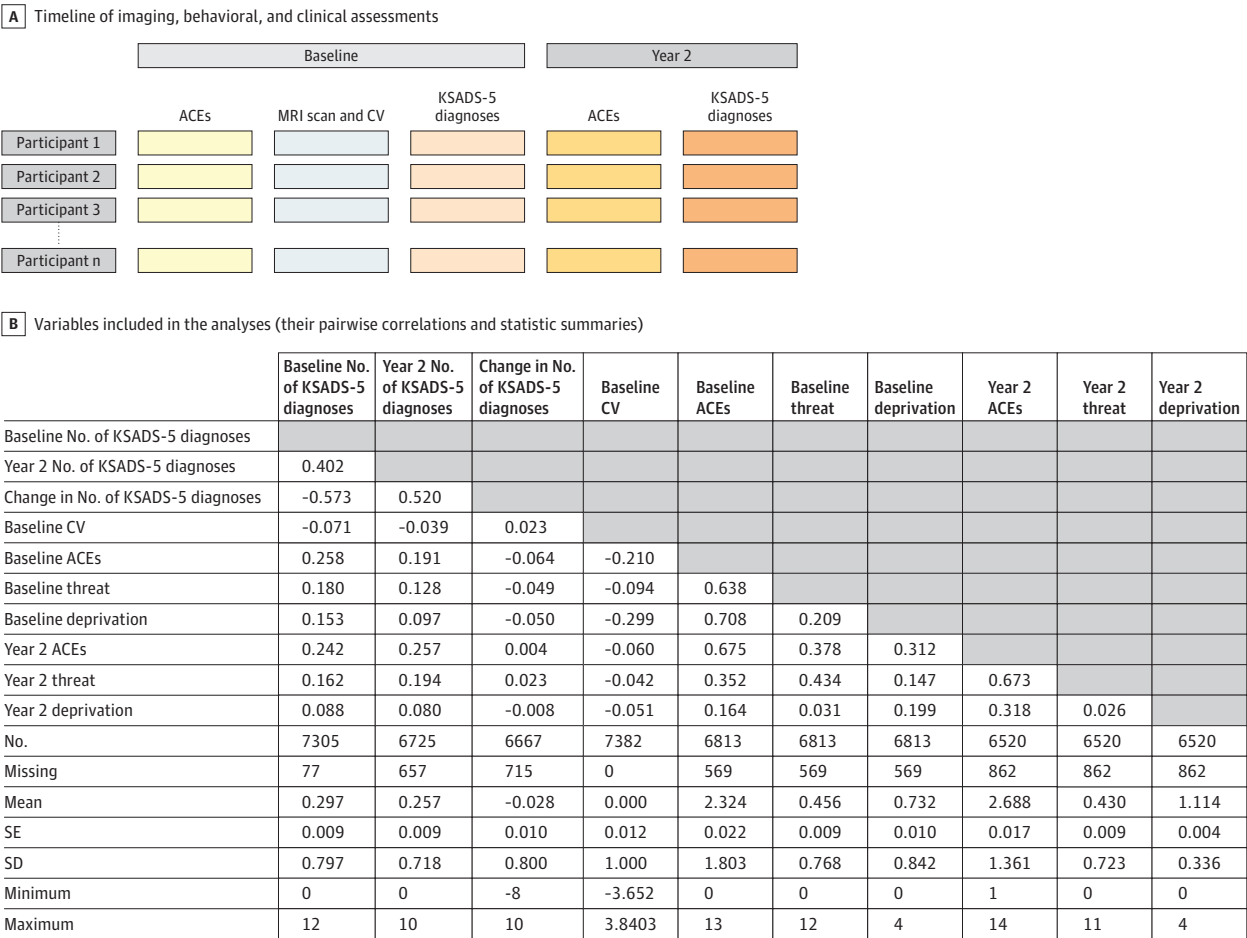 A Timeline of imaging, behavioral, and clinical assessments
Baseline Year 2
ACEs MRI scan and CV KSADS-5 diagnoses ACEs KSADS-5 diagnoses
Participant 1
Participant 2
Participant 3
Participant n
B Variables included in the analyses (their pairwise correlations and statistic summaries)
Baseline No. of KSADS-5 diagnoses Year 2 No. of KSADS-5 diagnoses Change in No. of KSADS-5 diagnoses Baseline CV Baseline ACEs Baseline threat Baseline deprivation Year 2 ACEs Year 2 threat Year 2 deprivation
Baseline No. of KSADS-5 diagnoses
Year 2 No. of KSADS-5 diagnoses 0.402
Change in No. of KSADS-5 diagnoses -0.573 0.520
Baseline CV -0.071 -0.039 0.023
Baseline ACEs 0.258 0.191 -0.064 -0.210
Baseline threat 0.180 0.128 -0.049 -0.094 0.638
Baseline deprivation 0.153 0.097 -0.050 -0.299 0.708 0.209
Year 2 ACEs 0.242 0.257 0.004 -0.060 0.675 0.378 0.312
Year 2 threat 0.162 0.194 0.023 -0.042 0.352 0.434 0.147 0.673
Year 2 deprivation 0.088 0.080 -0.008 -0.051 0.164 0.031 0.199 0.318 0.026
No. 7305 6725 6667 7382 6813 6813 6813 6520 6520 6520
Missing 77 657 715 0 569 569 569 862 862 862
Mean 0.297 0.257 -0.028 0.000 2.324 0.456 0.732 2.688 0.430 1.114
SE 0.009 0.009 0.010 0.012 0.022 0.009 0.010 0.017 0.009 0.004
SD 0.797 0.718 0.800 1.000 1.803 0.768 0.842 1.361 0.723 0.336
Minimum 0 0 -8 -3.652 0 0 0 1 0 0
Maximum 12 10 10 3.8403 13 12 4 14 11 4